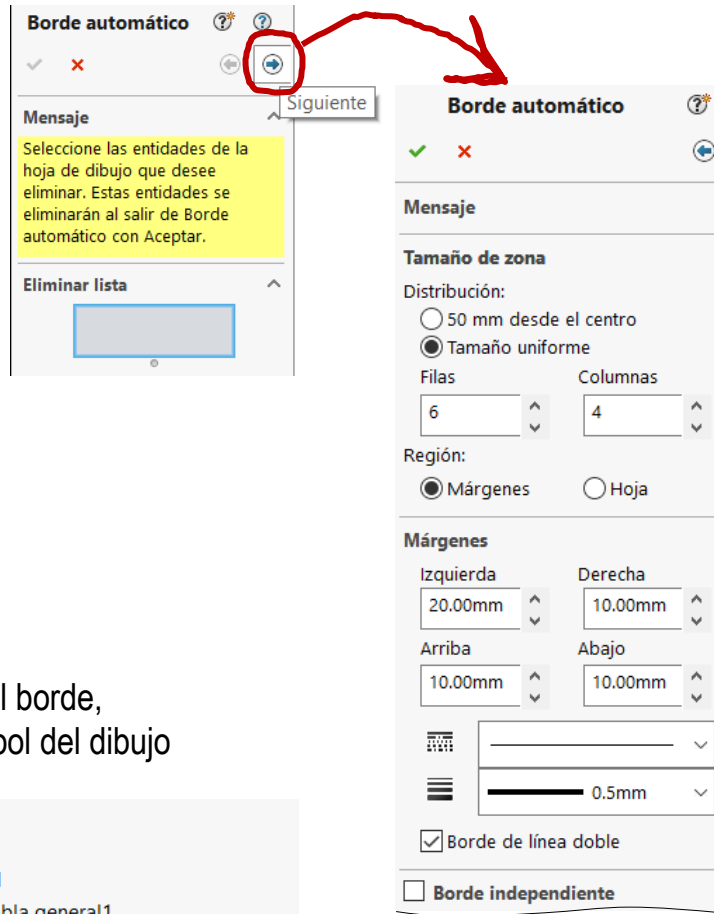 Borde automático
Siguiente
Mensaje
Seleccione las entidades de la
hoja de dibujo que desee
eliminar. Estas entidades se
eliminarán al salir de Borde
automático con Aceptar.
Eliminar lista
Borde automático
Mensaje
Tamaño de zona
Distribución:
50 mm desde el centro
Tamaño uniforme
Filas Columnas
6 4
Región:
Márgenes Hoja
Márgenes
Izquierda Derecha
20.00mm 10.00mm
Arriba Abajo
10.00mm 10.00mm
0.5mm
Borde de línea doble
Borde independiente
l borde,
ol del dibujo
bla general1